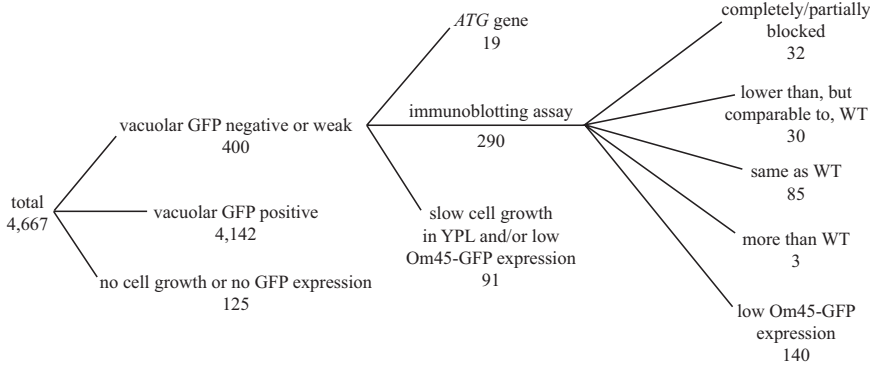 total
4,667
vacuolar GFP negative or weak
400
vacuolar GFP positive
4,142
no cell growth or no GFP expression
125
ATG gene
19
immunoblotting assay
290
slow cell growth
in YPL and/or low
Om45-GFP expression
91
completely/partially
blocked
32
lower than, but
comparable to, WT
30
same as WT
85
more than WT
3
low Om45-GFP
expression
140